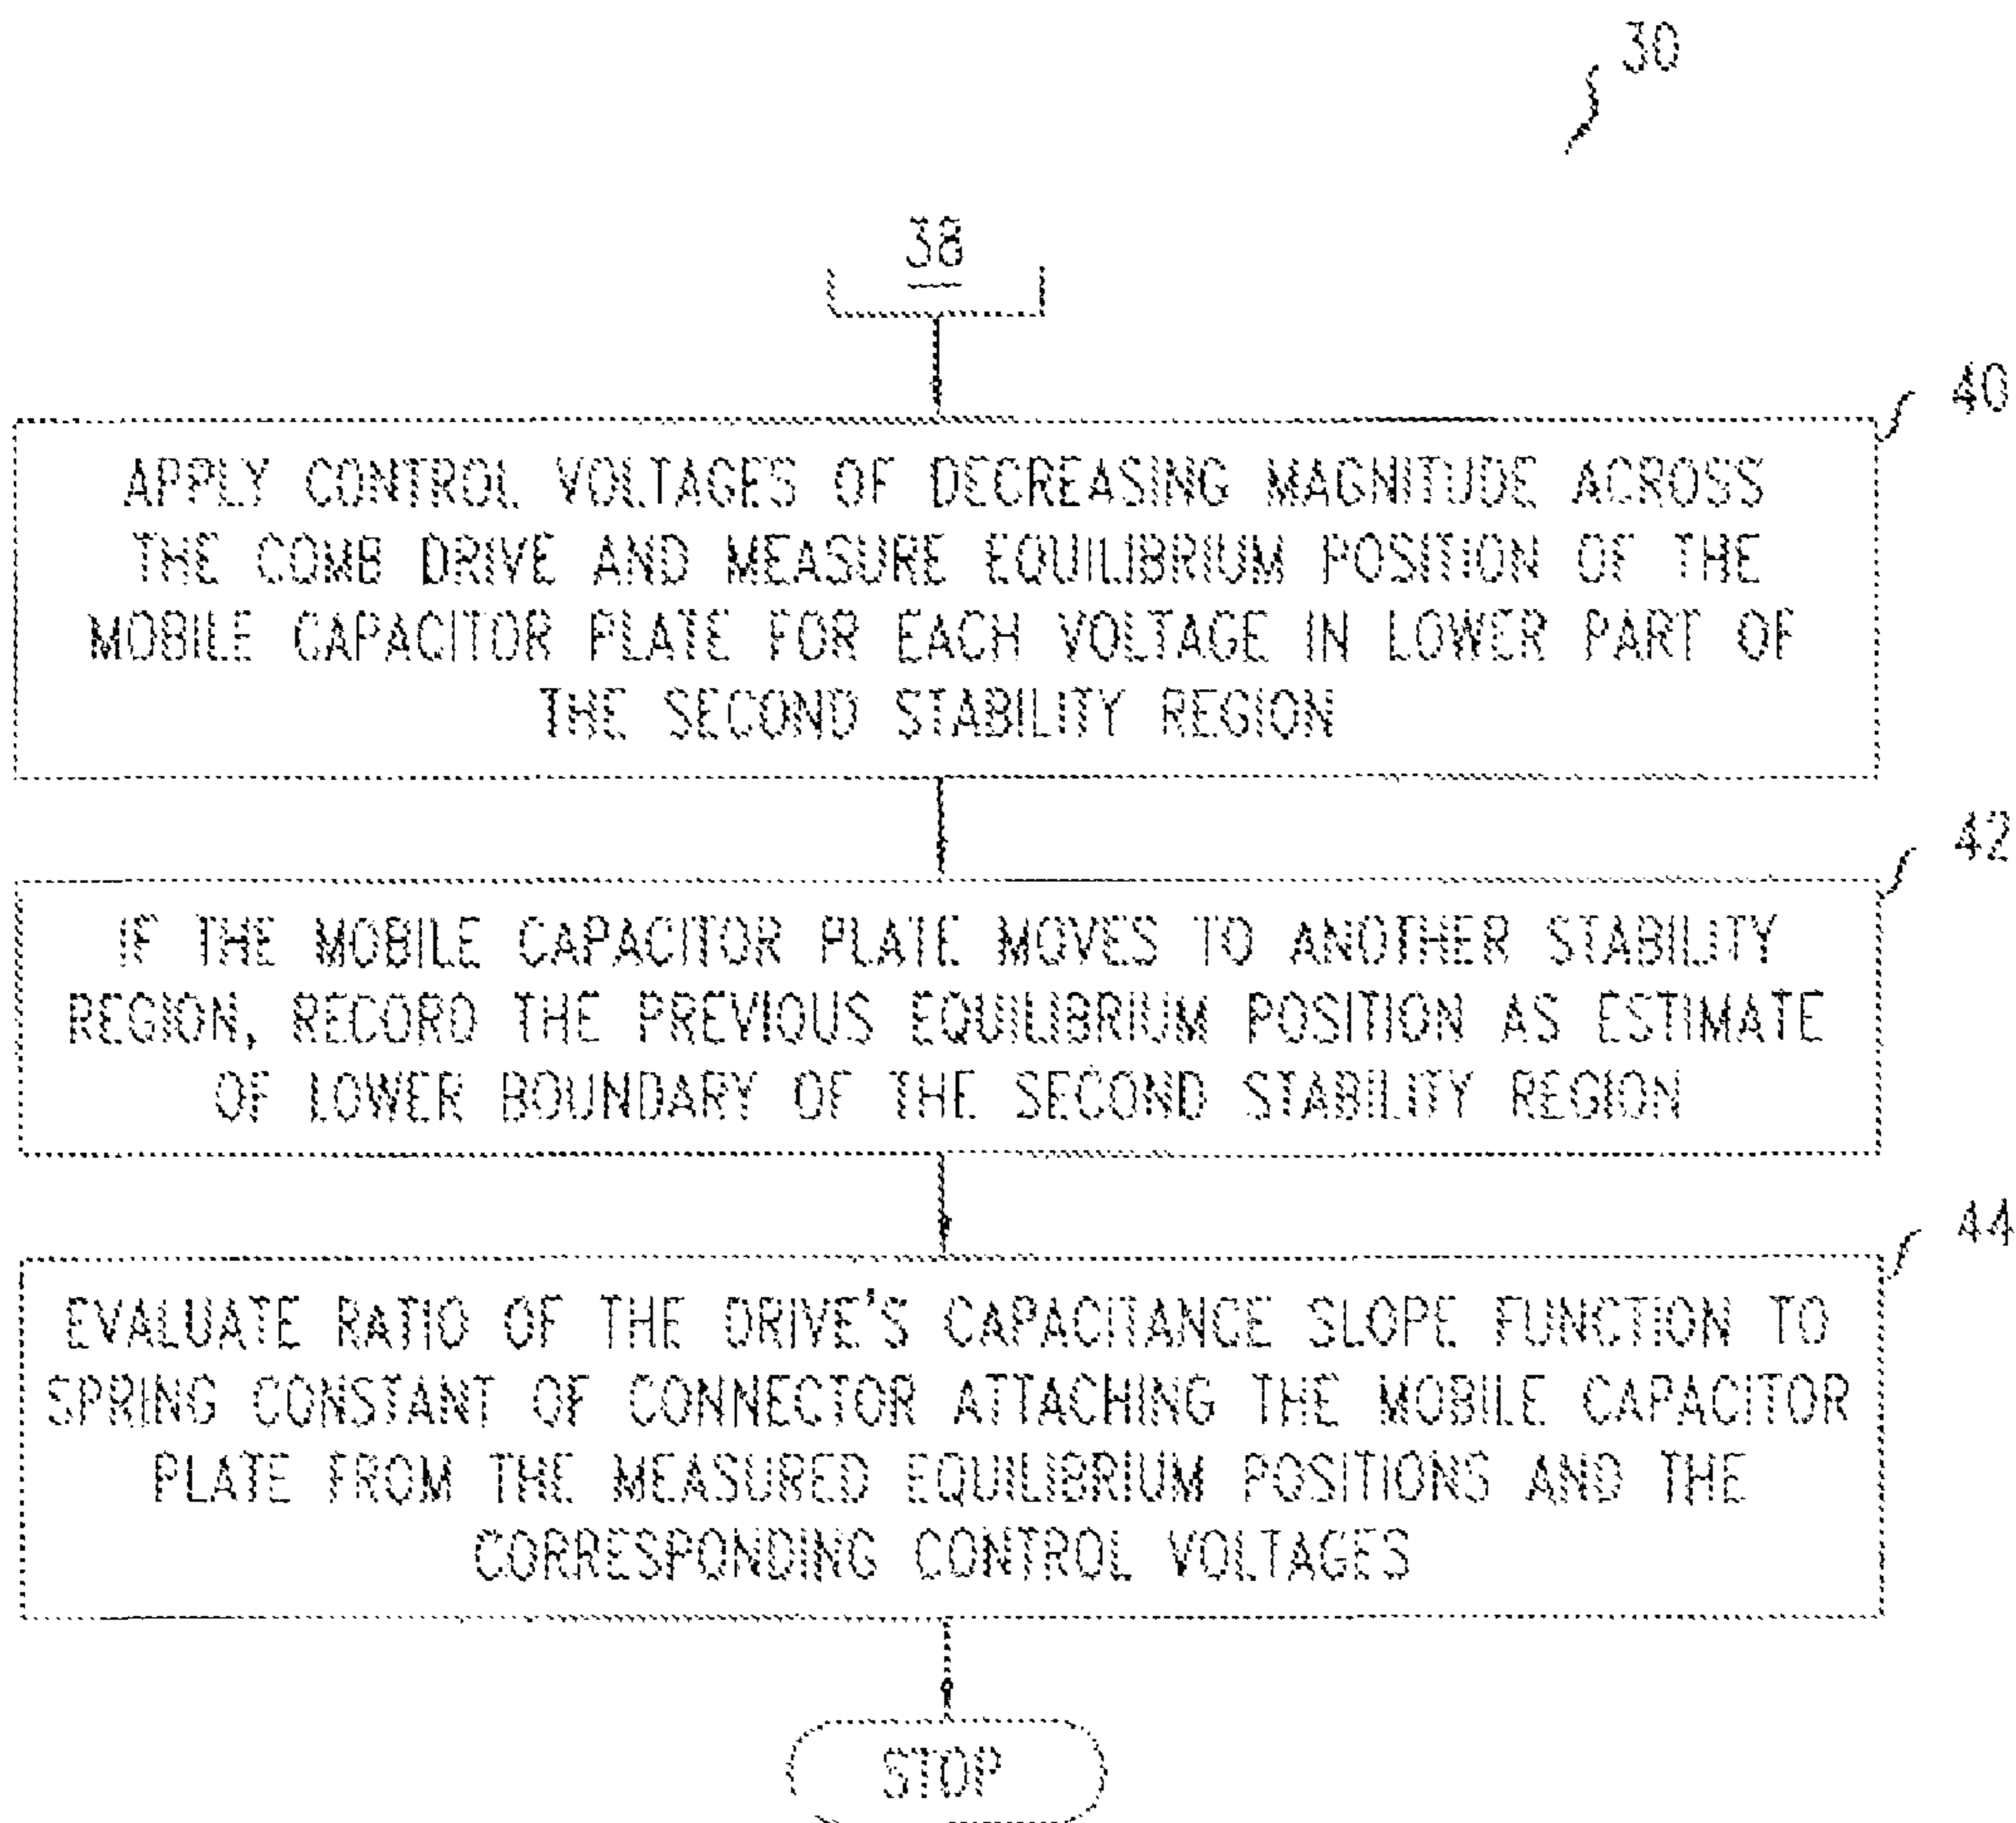 30
38
40
APPLY CONTROL VOLTAGES OF DECREASING MAGNITUDE ACROSS
THE COMB DRIVE AND MEASURE EQUILIBRIUM POSITION OF THE
MOBILE CAPACITOR PLATE FOR EACH VOLTAGE IN LOWER PART OF
THE SECOND STABILITY REGION
42
IF THE MOBILE CAPACITOR PLATE MOVES TO ANOTHER STABILITY
REGION, RECORD THE PREVIOUS EQUILIBRIUM POSITION AS ESTIMATE
OF LOWER BOUNDARY OF THE SECOND STABILITY REGION
44
EVALUATE RATIO OF THE DRIVE'S CAPACITANCE SLOPE FUNCTION TO
SPRING CONSTANT OF CONNECTOR ATTACHING THE MOBILE CAPACITOR
PLATE FROM THE MEASURED EQUILIBRIUM POSITIONS AND THE
CORRESPONDING CONTROL VOLTAGES
STOP